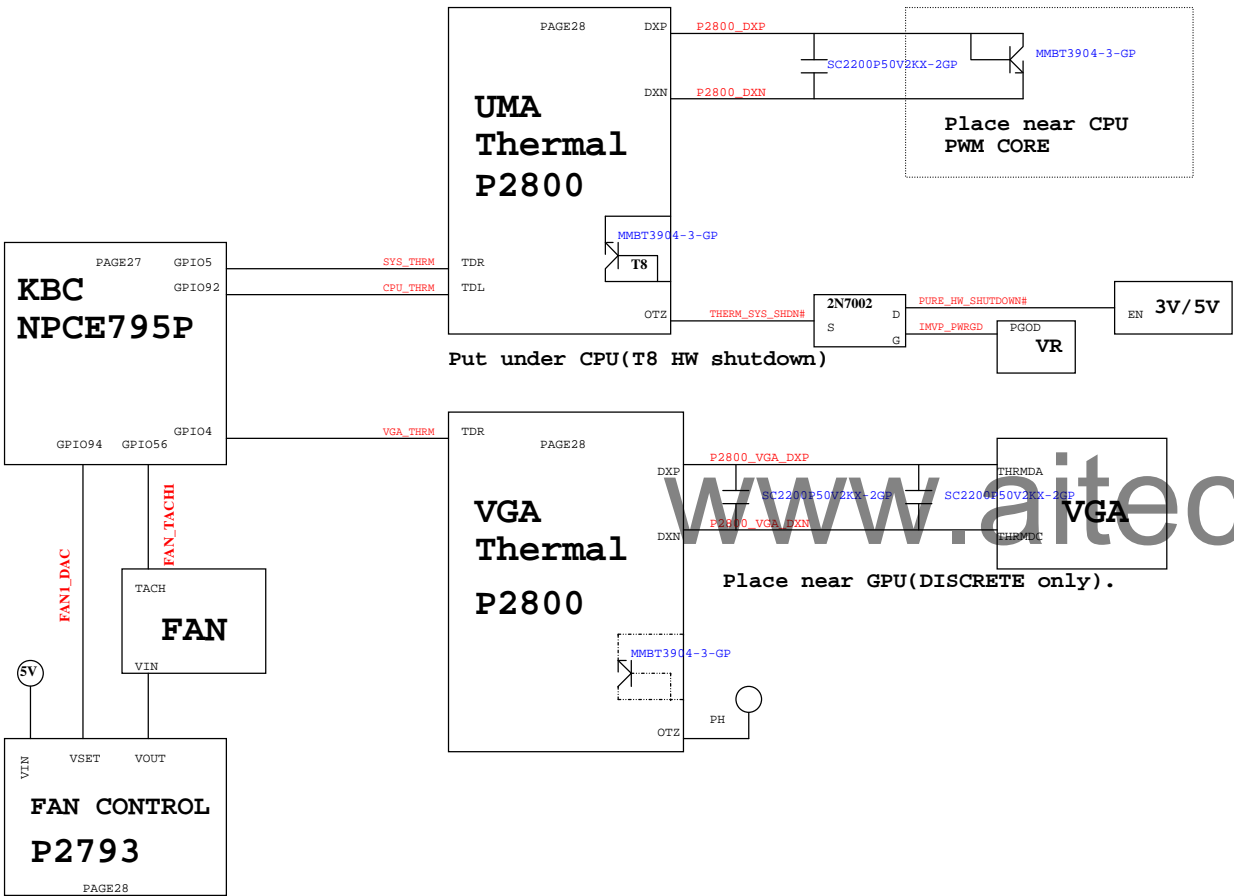 PAGE28
DXP
P2800_DXP
SC2200P50V2KX-2GP
MMBT3904-3-GP
DXN
P2800_DXN
UMA
Thermal
P2800
Place near CPU
PWM CORE
MMBT3904-3-GP
T8
PAGE27
GPIO5
SYS_THRM
TDR
KBC
NPCE795P
GPIO92
CPU_THRM
TDL
OTZ
THERM_SYS_SHDN#
2N7002
S
D
G
PURE_HW_SHUTDOWN#
IMVP_PWRGD
EN
3V/5V
PGOD
VR
Put under CPU(T8 HW shutdown)
GPIO4
VGA_THRM
TDR
PAGE28
GPIO94
GPIO56
DXP
P2800_VGA_DXP
THRMDA
SC2200P50V2KX-2GP
SC2200P50V2KX-2GP
VGA
DXN
P2800_VGA_DXN
THRMDC
www.aitec
VGA
Thermal
P2800
Place near GPU(DISCRETE only).
FAN1_DAC
FAN_TACH1
TACH
FAN
VIN
MMBT3904-3-GP
OTZ
PH
5V
VIN
VSET
VOUT
FAN CONTROL
P2793
PAGE28